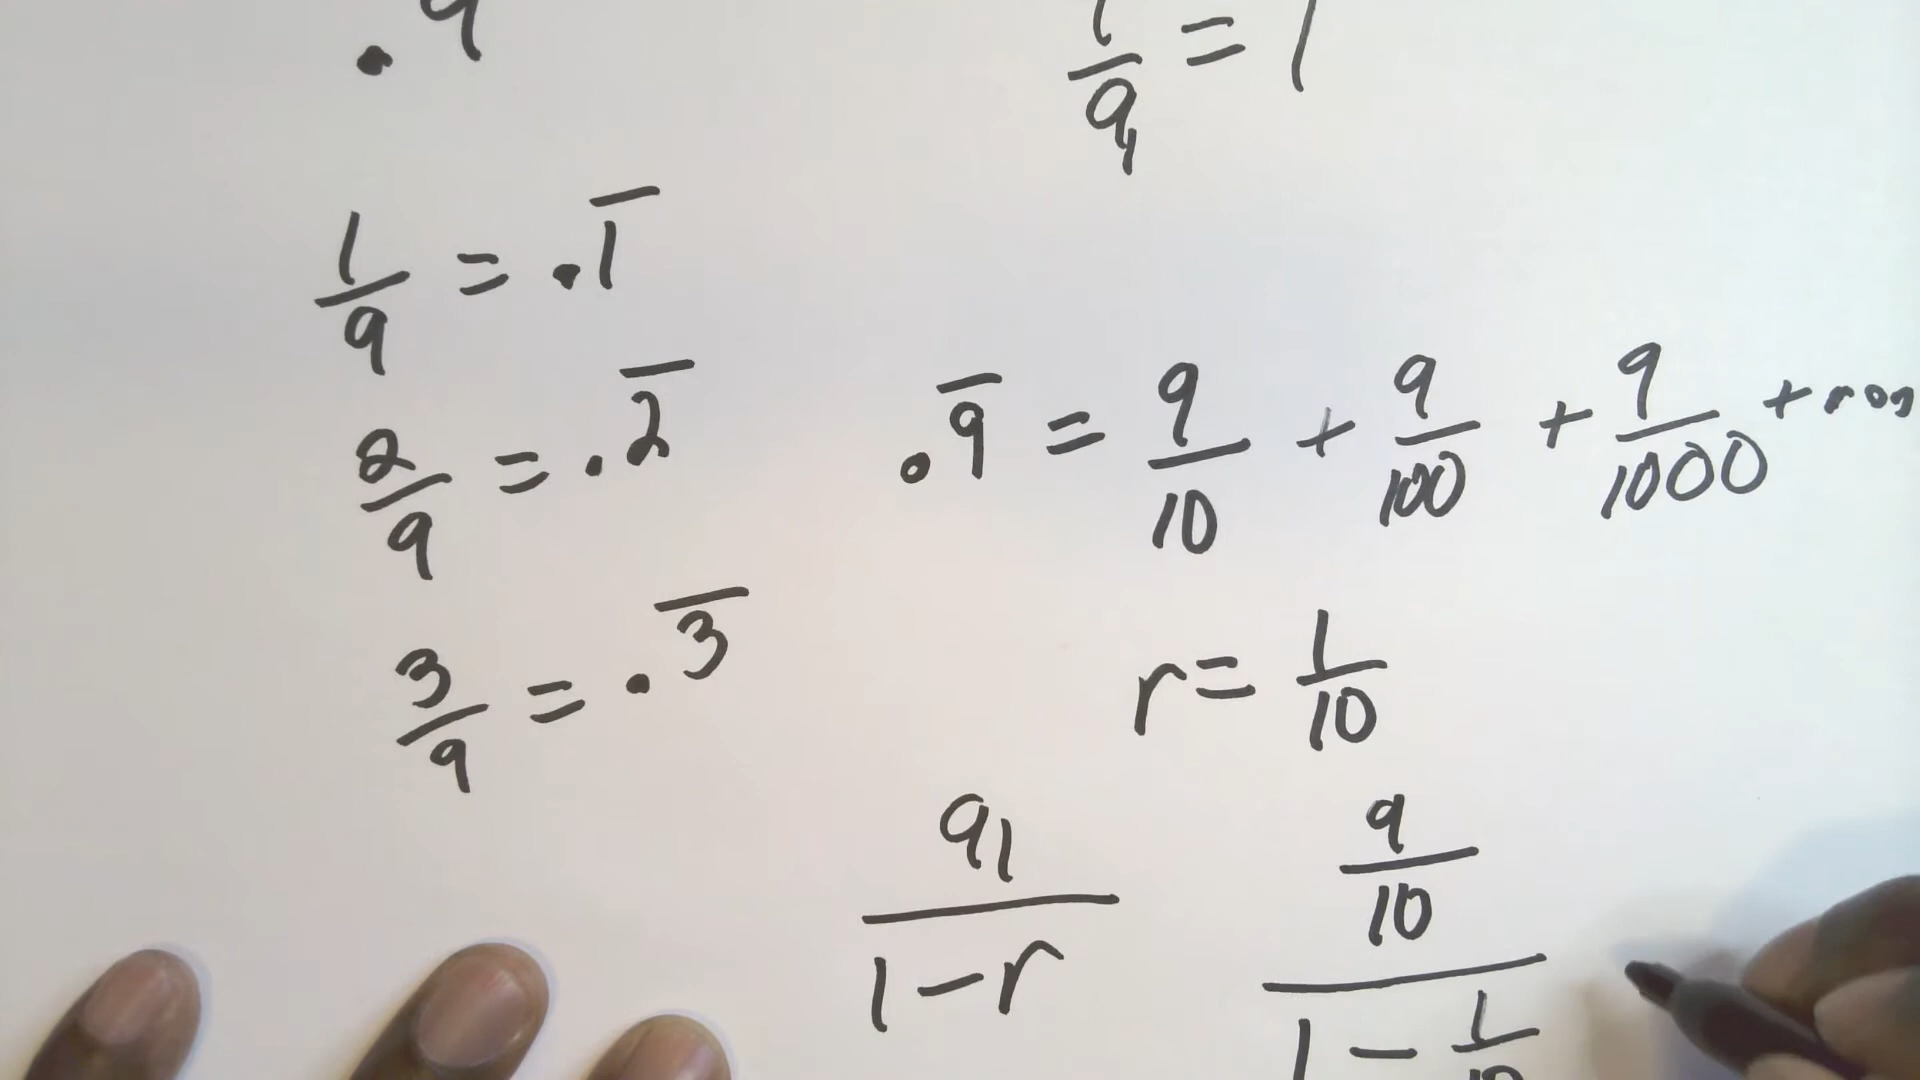 .9
1/9 = 1
1/9 = .1̅
2/9 = .2̅
.9̅ = 9/10 + 9/100 + 9/1000 + ...
3/9 = .3̅
r = 1/10
a₁/(1-r)
(9/10)/(1 - 1/10)